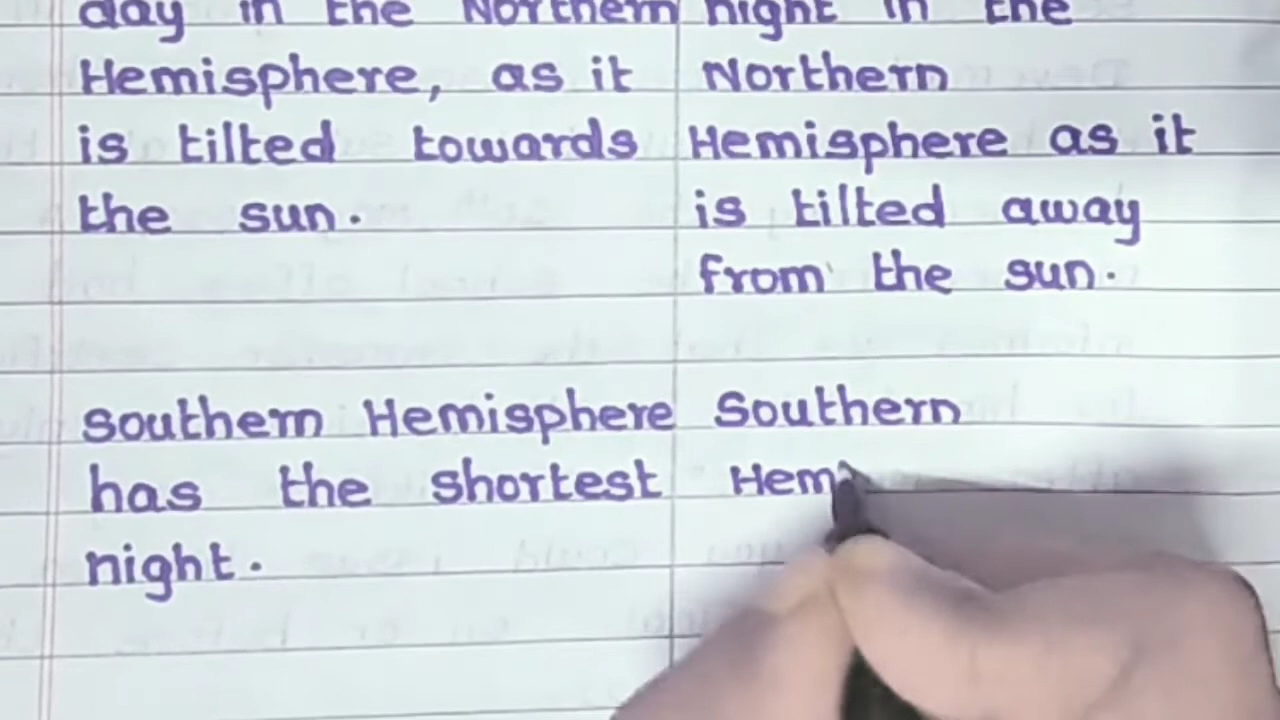 day in the Northern
Hemisphere, as it
is tilted towards
the sun.
Southern Hemisphere
has the shortest
night.
night in the
Northern
Hemisphere as it
is tilted away
from the sun.
Southern
Hem